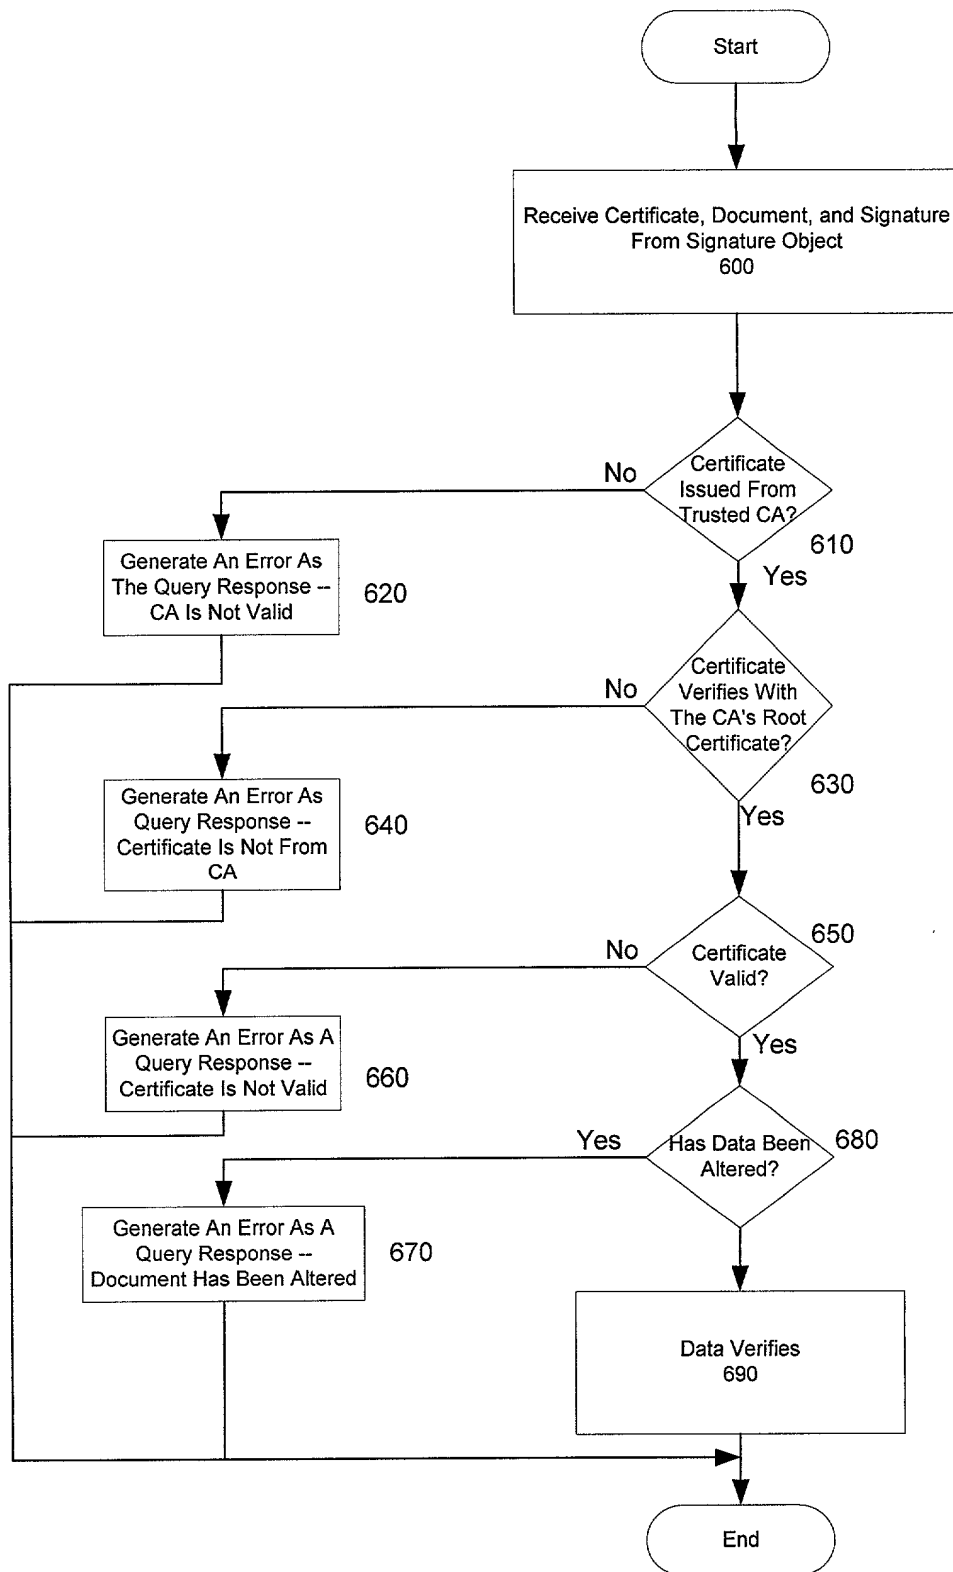 Start
Receive Certificate, Document, and Signature
From Signature Object
600
Certificate
Issued From
Trusted CA?
610
No
Yes
Generate An Error As
The Query Response --
CA Is Not Valid
620
Certificate
Verifies With
The CA's Root
Certificate?
630
No
Yes
Generate An Error As
Query Response --
Certificate Is Not From
CA
640
Certificate
Valid?
650
No
Yes
Generate An Error As A
Query Response --
Certificate Is Not Valid
660
Has Data Been
Altered?
680
Yes
Generate An Error As A
Query Response --
Document Has Been Altered
670
Data Verifies
690
End